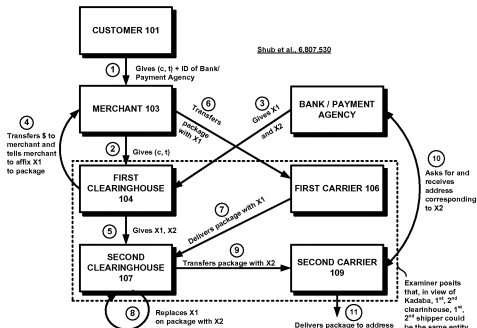 CUSTOMER 101
Shub et al., 6,807,530
1
Gives (c, t) + ID of Bank/
Payment Agency
4
Transfers $ to
merchant and
tells merchant
to affix X1
to package
MERCHANT 103
6
Transfers
package
with X1
3
Gives X1
and X2
BANK / PAYMENT
AGENCY
2
Gives (c, t)
10
Asks for and
receives
address
corresponding
to X2
FIRST
CLEARINGHOUSE
104
FIRST CARRIER 106
5
Gives X1, X2
7
Delivers package with X1
SECOND
CLEARINGHOUSE
107
9
Transfers package with X2
SECOND CARRIER
109
8
Replaces X1
on package with X2
11
Delivers package to address
Examiner posits
that, in view of
Kadaba, 1st, 2nd
clearinhouse, 1st,
2nd shipper could
be the same entity